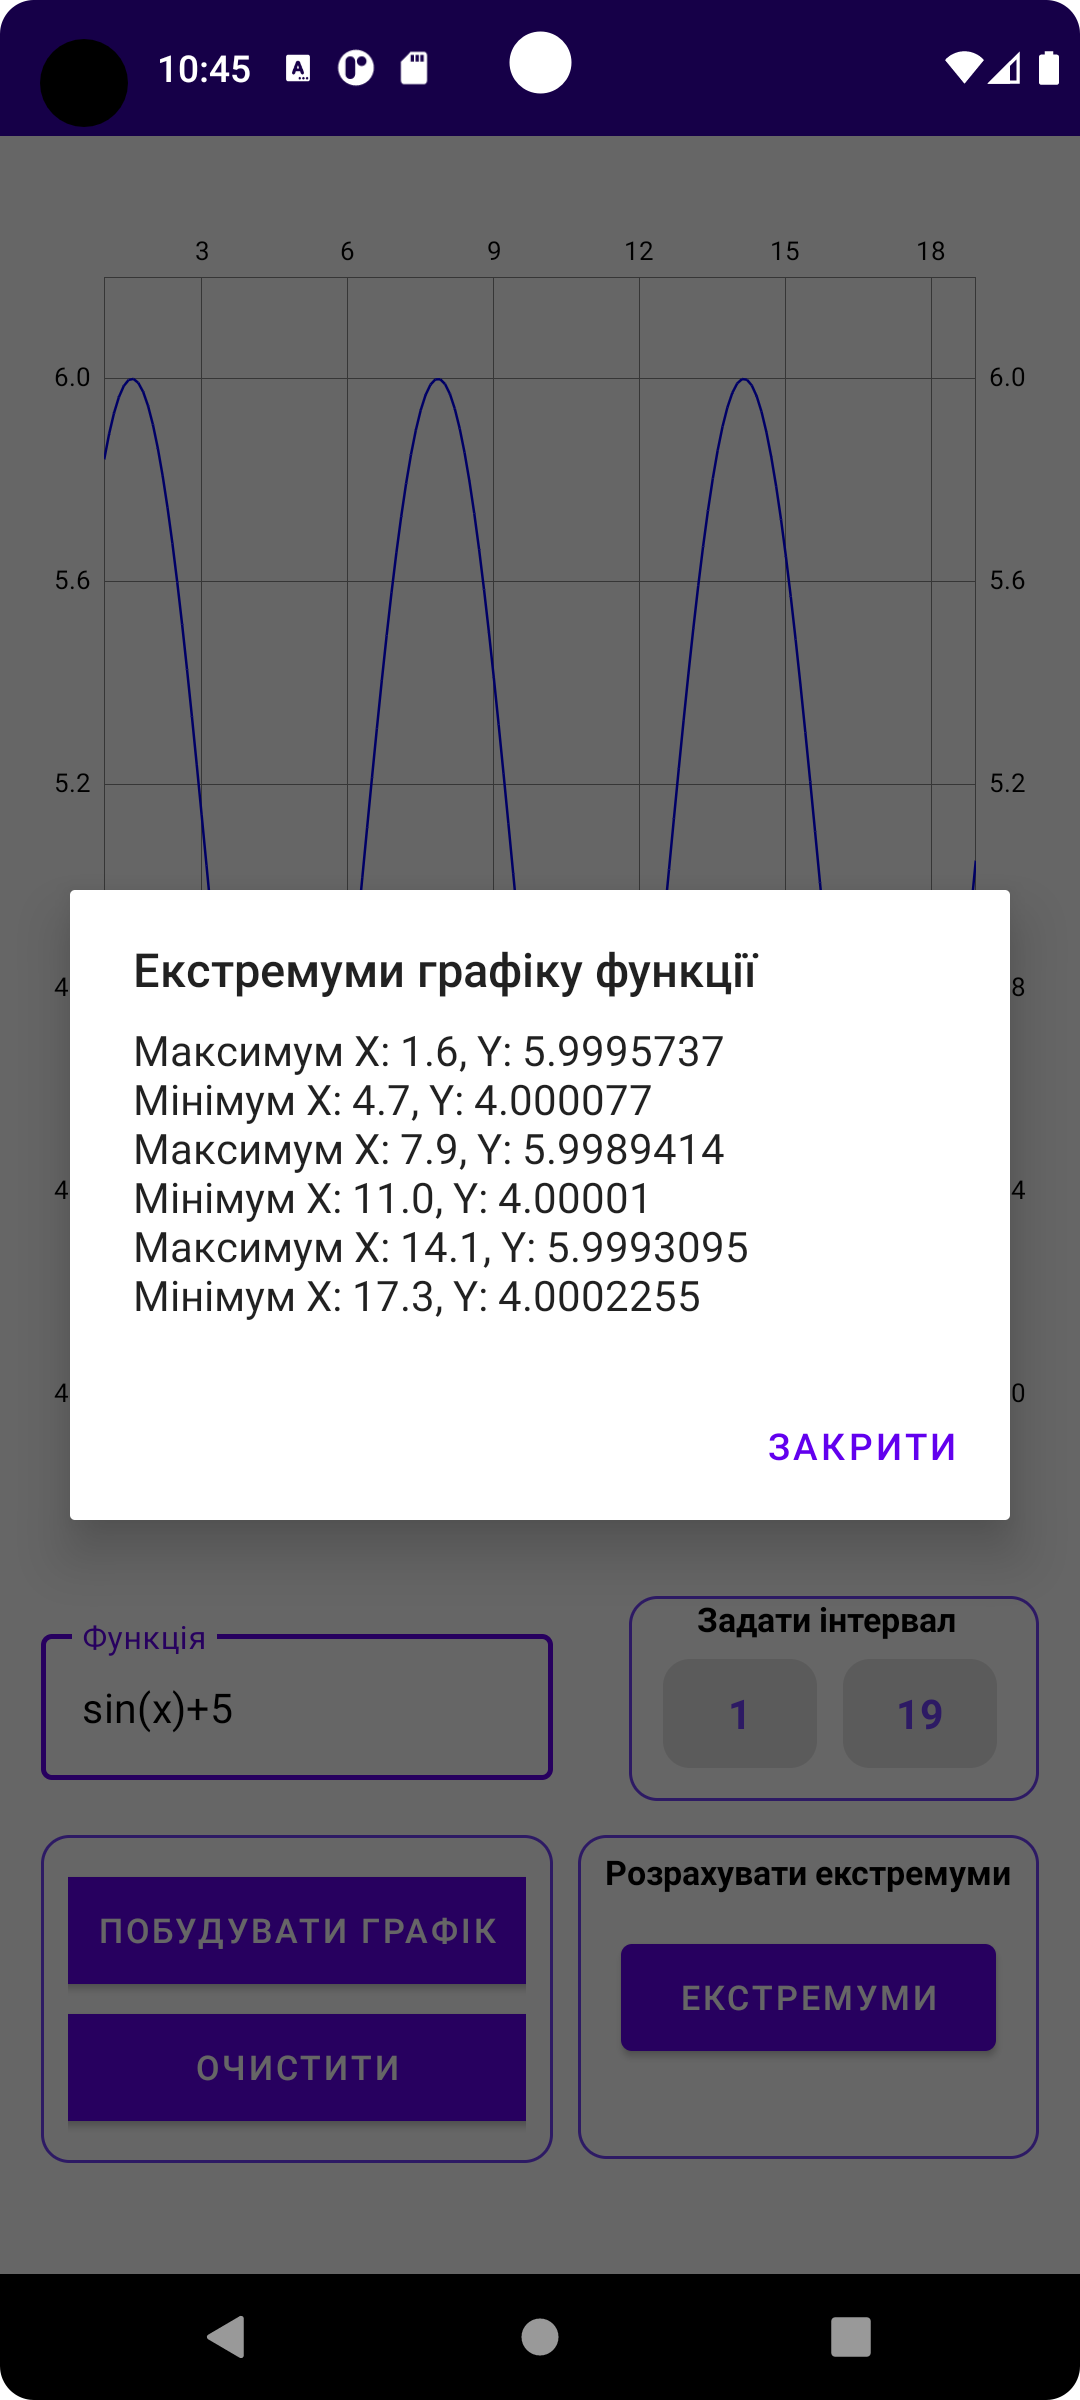 10:45
3 6 9 12 15 18
6.0 6.0
5.6 5.6
5.2 5.2
4 8
4 4
4 0
Екстремуми графіку функції
Максимум X: 1.6, Y: 5.9995737
Мінімум X: 4.7, Y: 4.000077
Максимум X: 7.9, Y: 5.9989414
Мінімум X: 11.0, Y: 4.00001
Максимум X: 14.1, Y: 5.9993095
Мінімум X: 17.3, Y: 4.0002255
ЗАКРИТИ
Функція
sin(x)+5
Задати інтервал
1 19
ПОБУДУВАТИ ГРАФІК
ОЧИСТИТИ
Розрахувати екстремуми
ЕКСТРЕМУМИ